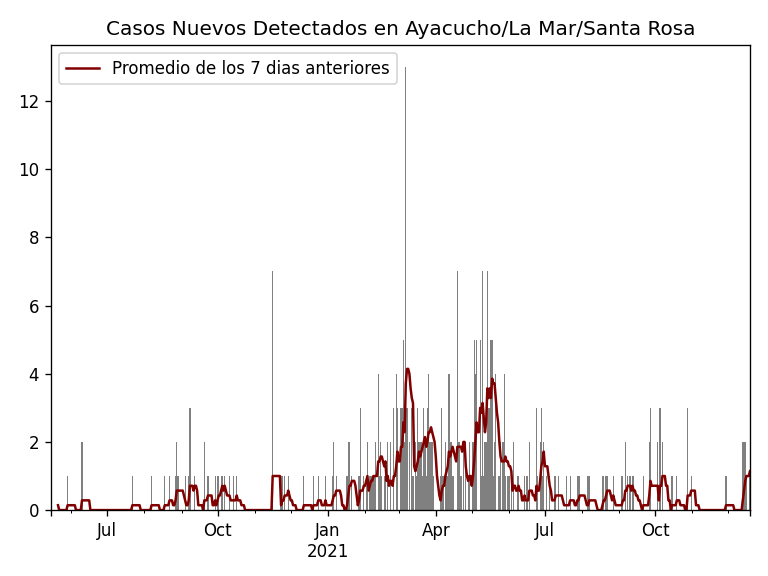 Casos Nuevos Detectados en Ayacucho/La Mar/Santa Rosa
Promedio de los 7 dias anteriores
12
10
8
6
4
2
0
Jul
Oct
Jan
2021
Apr
Jul
Oct